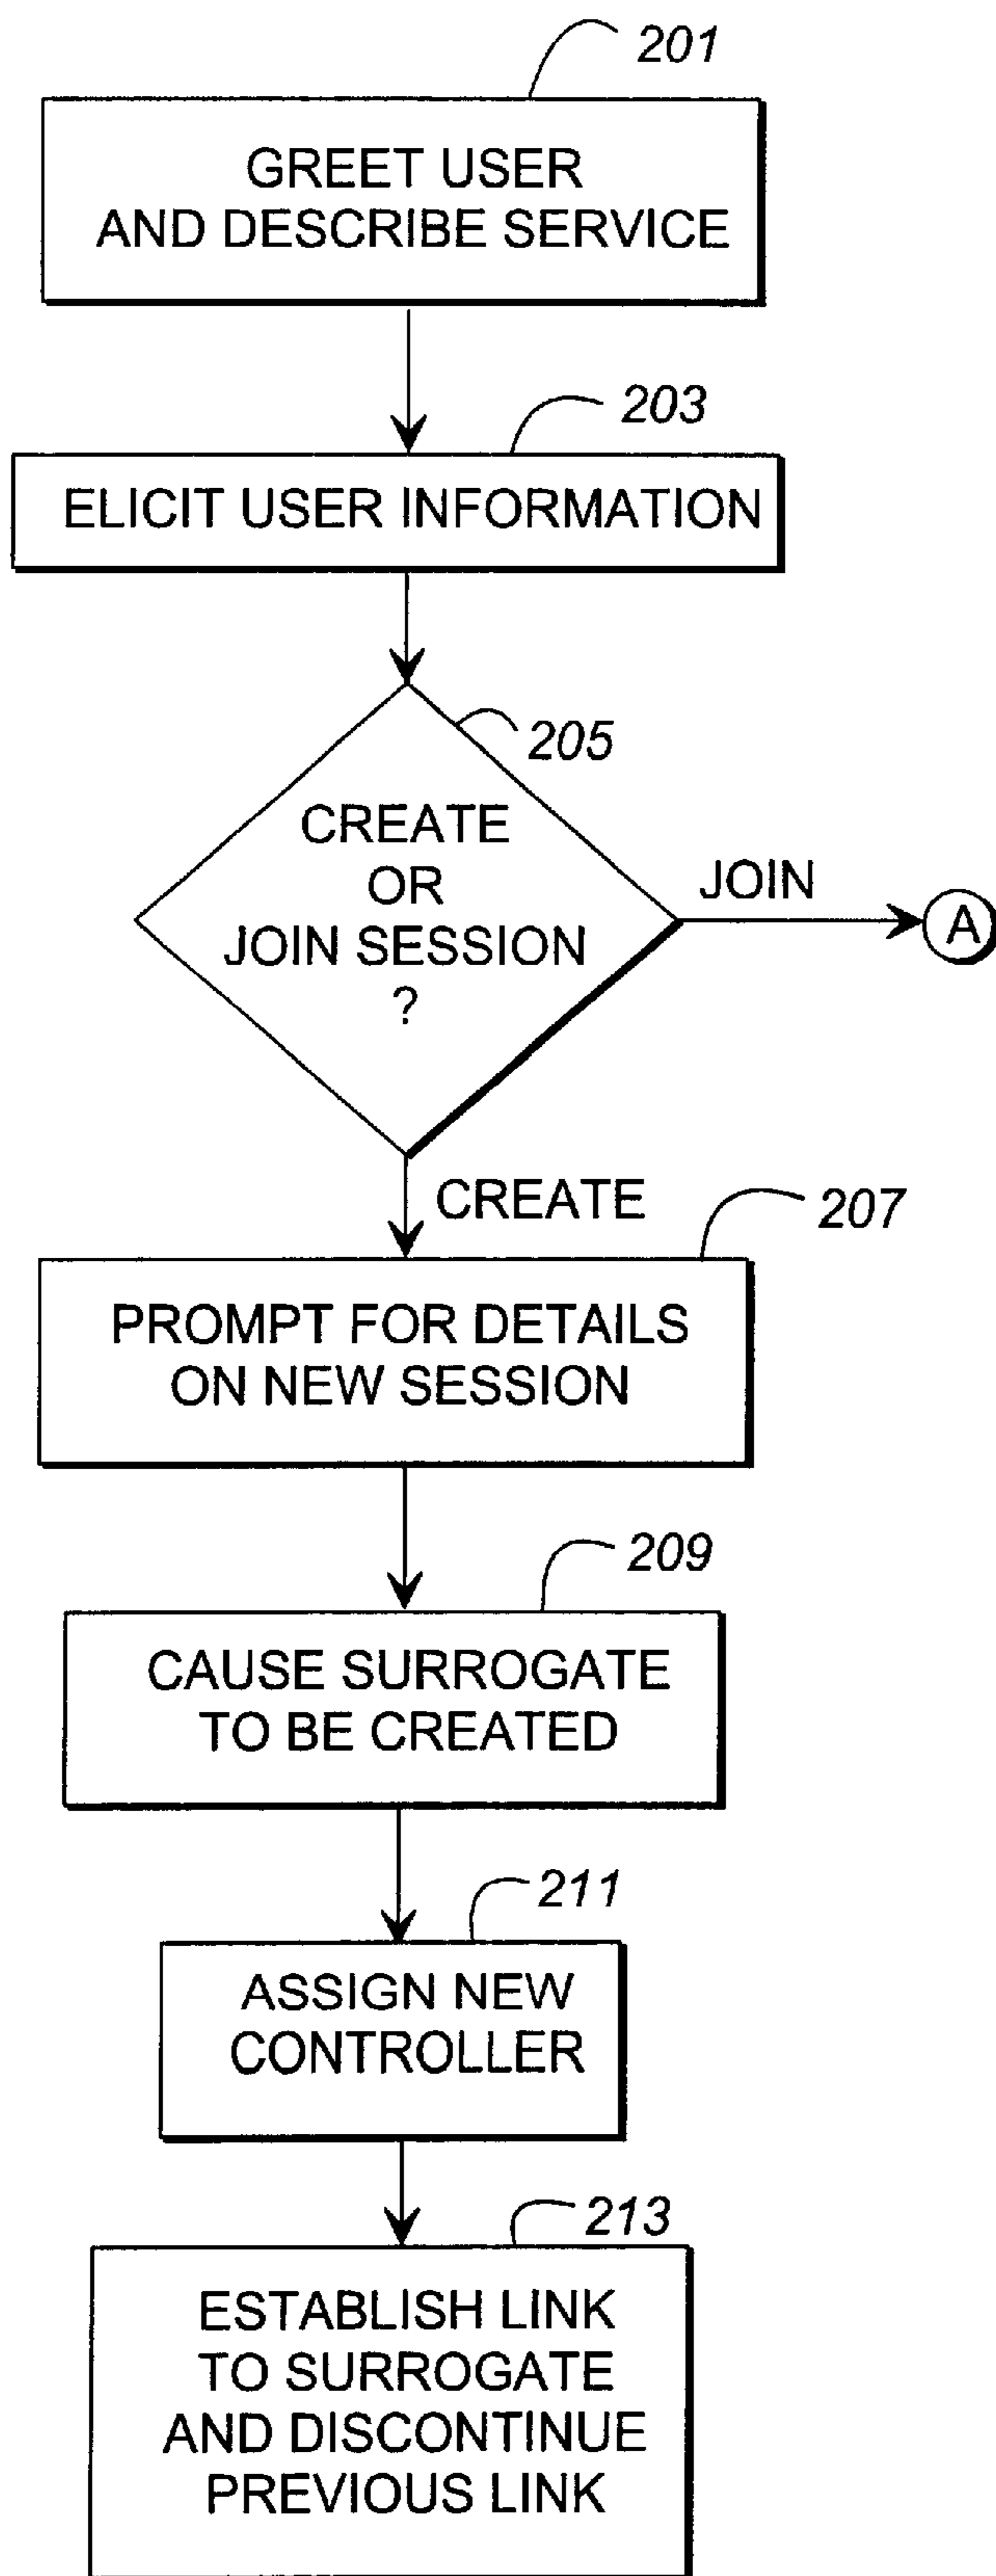 201
GREET USER
AND DESCRIBE SERVICE
203
ELICIT USER INFORMATION
205
CREATE
OR
JOIN SESSION
?
JOIN
A
CREATE
207
PROMPT FOR DETAILS
ON NEW SESSION
209
CAUSE SURROGATE
TO BE CREATED
211
ASSIGN NEW
CONTROLLER
213
ESTABLISH LINK
TO SURROGATE
AND DISCONTINUE
PREVIOUS LINK